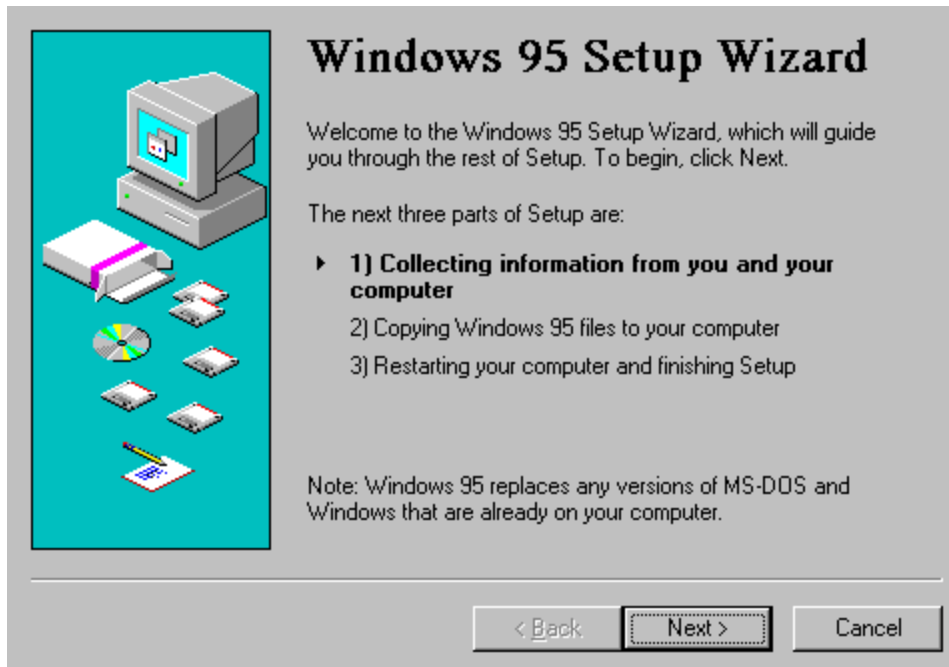 Windows 95 Setup Wizard
Welcome to the Windows 95 Setup Wizard, which will guide
you through the rest of Setup. To begin, click Next.
The next three parts of Setup are:
1) Collecting information from you and your
computer
2) Copying Windows 95 files to your computer
3) Restarting your computer and finishing Setup
Note: Windows 95 replaces any versions of MS-DOS and
Windows that are already on your computer.
< Back Next > Cancel